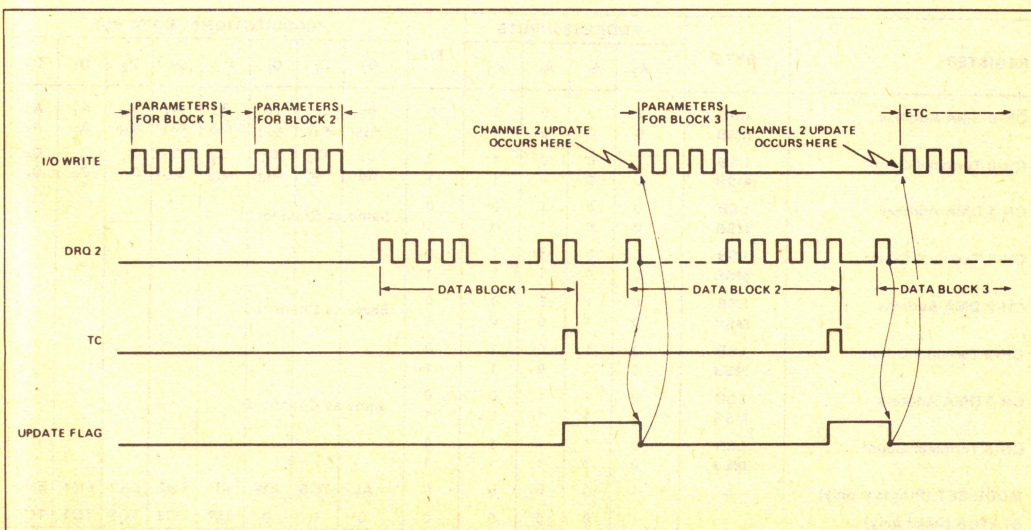 PARAMETERS
FOR BLOCK 1
PARAMETERS
FOR BLOCK 2
PARAMETERS
FOR BLOCK 3
ETC
CHANNEL 2 UPDATE
OCCURS HERE
CHANNEL 2 UPDATE
OCCURS HERE
I/O WRITE
DRQ 2
DATA BLOCK 1
DATA BLOCK 2
DATA BLOCK 3
TC
UPDATE FLAG